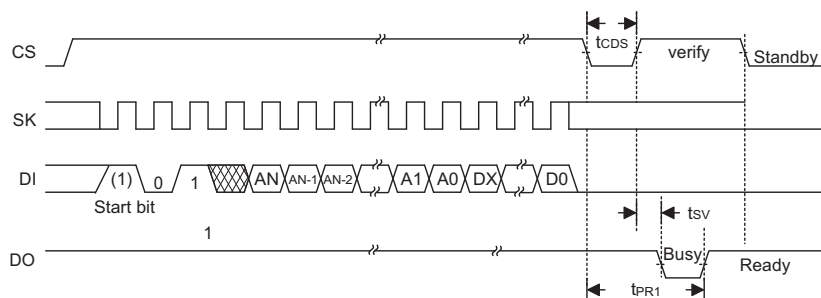 CS
tCDS
verify
Standby
SK
DI
(1)
0
1
AN
AN-1
AN-2
A1
A0
DX
D0
Start bit
tSV
1
DO
Busy
Ready
tPR1